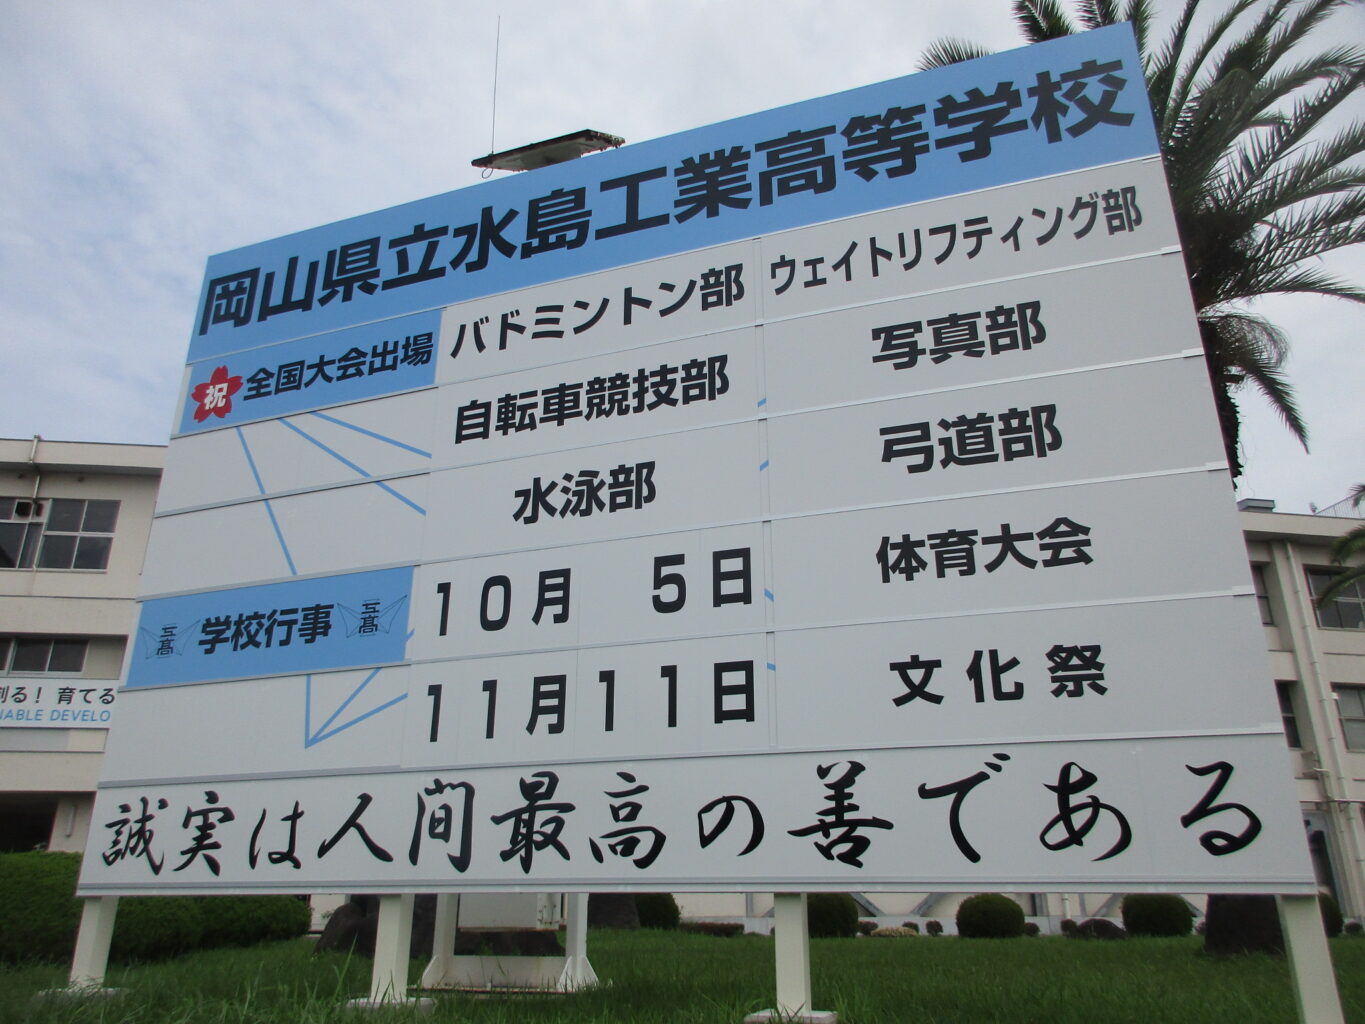 岡山県立水島工業高等学校
祝 全国大会出場
バドミントン部 ウェイトリフティング部
自転車競技部 写真部
水泳部 弓道部
学校行事
10月 5日 体育大会
11月11日 文化祭
誠実は人間最高の善である
る! 育てる
NABLE DEVELO